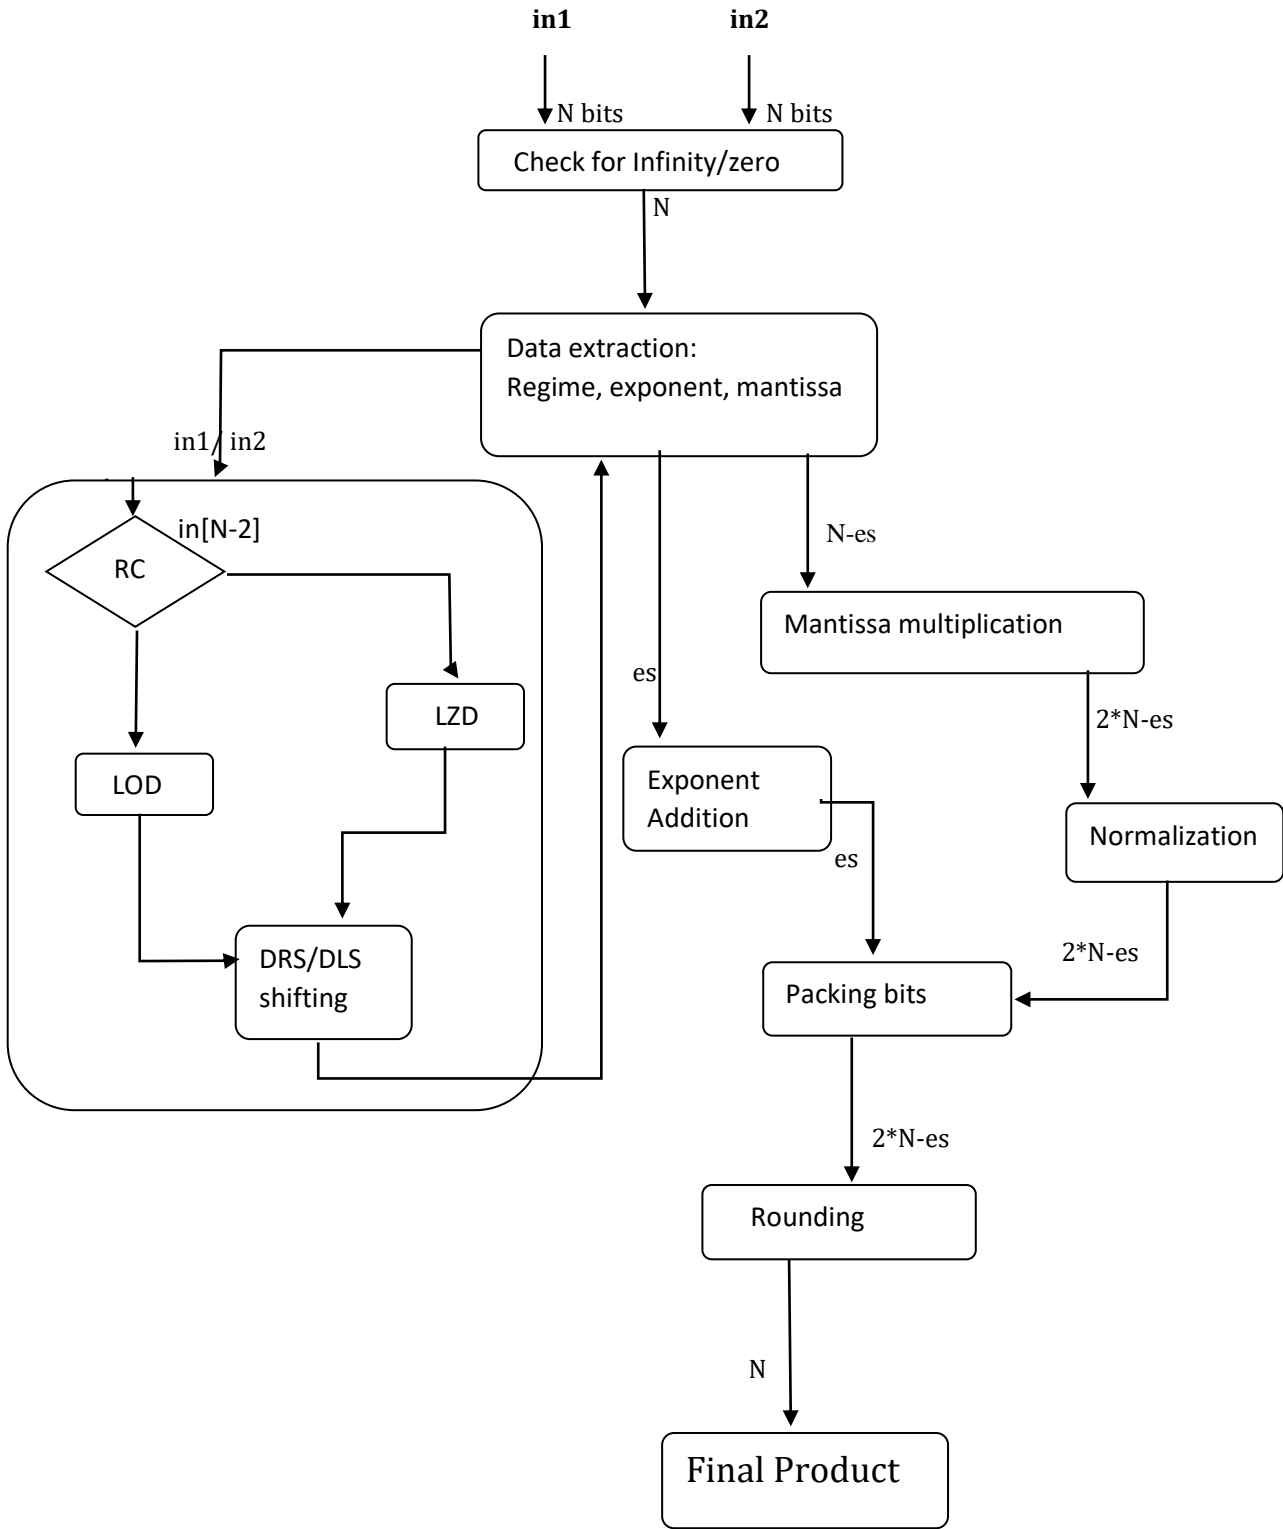 in1
in2
N bits
N bits
Check for Infinity/zero
N
Data extraction:
Regime, exponent, mantissa
in1/ in2
in[N-2]
RC
N-es
Mantissa multiplication
es
LZD
2*N-es
LOD
Exponent
Addition
Normalization
es
DRS/DLS
shifting
2*N-es
Packing bits
2*N-es
Rounding
N
Final Product